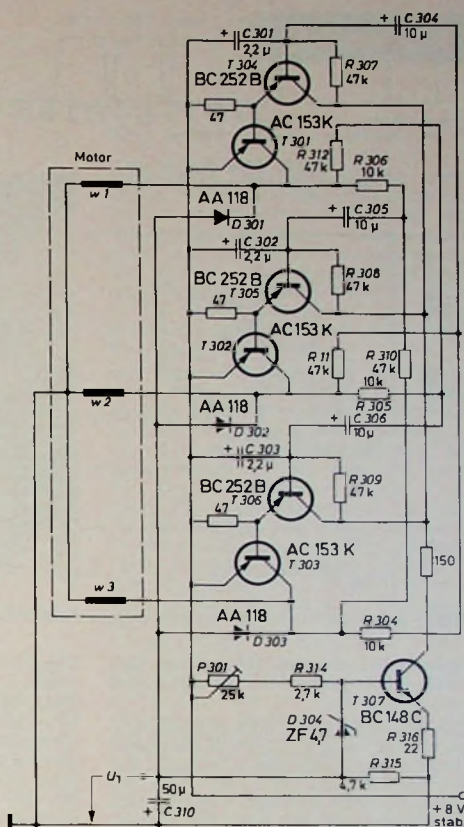 + C 304
10 µ
+ C 301
2,2 µ
T 304
BC 252 B
R 307
47 k
47
AC 153 K
T 301
R 312
47 k
R 306
10 k
Motor
w 1
AA 118
D 301
+ C 305
10 µ
+ C 302
2,2 µ
BC 252 B
T 305
R 308
47 k
47
AC 153 K
T 302
R 11
47 k
R 310
47 k
10 k
R 305
w 2
AA 118
D 302
+ C 306
10 µ
+ C 303
2,2 µ
BC 252 B
T 306
R 309
47 k
47
AC 153 K
T 303
150
w 3
AA 118
D 303
R 304
10 k
P 301
25 k
R 314
2,7 k
T 307
BC 148 C
D 304
ZF 4,7
R 316
22
U1
50 µ
+ C 310
R 315
4,7 k
+ 8 V
stab